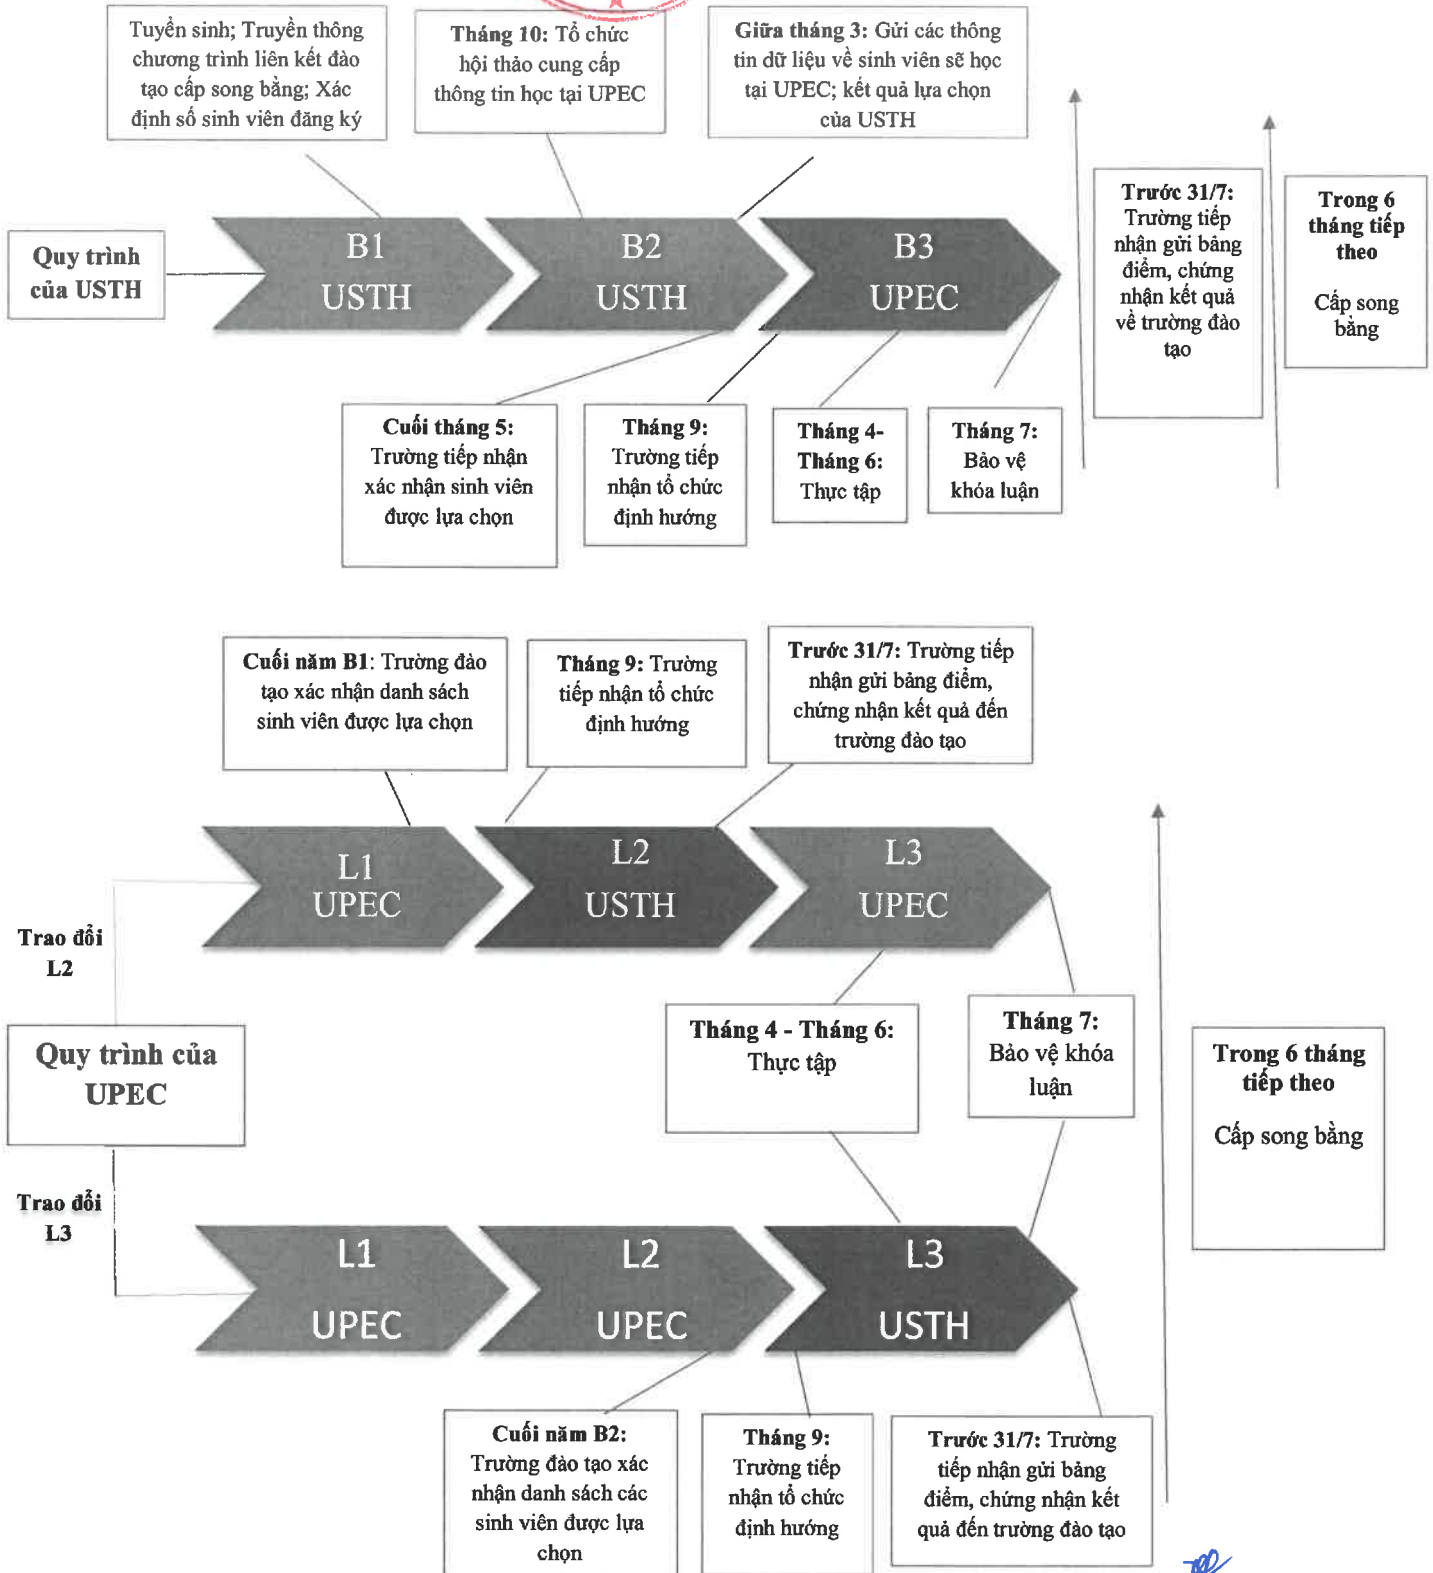 Tuyển sinh; Truyền thông
chương trình liên kết đào
tạo cấp song bằng; Xác
định số sinh viên đăng ký
Tháng 10: Tổ chức
hội thảo cung cấp
thông tin học tại UPEC
Giữa tháng 3: Gửi các thông
tin dữ liệu về sinh viên sẽ học
tại UPEC; kết quả lựa chọn
của USTH
Quy trình
của USTH
B1
USTH
B2
USTH
B3
UPEC
Trước 31/7:
Trường tiếp
nhận gửi bảng
điểm, chứng
nhận kết quả
về trường đào
tạo
Trong 6
tháng tiếp
theo
Cấp song
bằng
Cuối tháng 5:
Trường tiếp nhận
xác nhận sinh viên
được lựa chọn
Tháng 9:
Trường tiếp
nhận tổ chức
định hướng
Tháng 4-
Tháng 6:
Thực tập
Tháng 7:
Bảo vệ
khóa luận
Cuối năm B1: Trường đào
tạo xác nhận danh sách
sinh viên được lựa chọn
Tháng 9: Trường
tiếp nhận tổ chức
định hướng
Trước 31/7: Trường tiếp
nhận gửi bảng điểm,
chứng nhận kết quả đến
trường đào tạo
L1
UPEC
L2
USTH
L3
UPEC
Trao đổi
L2
Quy trình của
UPEC
Trao đổi
L3
Tháng 4 - Tháng 6:
Thực tập
Tháng 7:
Bảo vệ khóa
luận
Trong 6 tháng
tiếp theo
Cấp song bằng
L1
UPEC
L2
UPEC
L3
USTH
Cuối năm B2:
Trường đào tạo xác
nhận danh sách các
sinh viên được lựa
chọn
Tháng 9:
Trường tiếp
nhận tổ chức
định hướng
Trước 31/7: Trường
tiếp nhận gửi bảng
điểm, chứng nhận kết
quả đến trường đào tạo